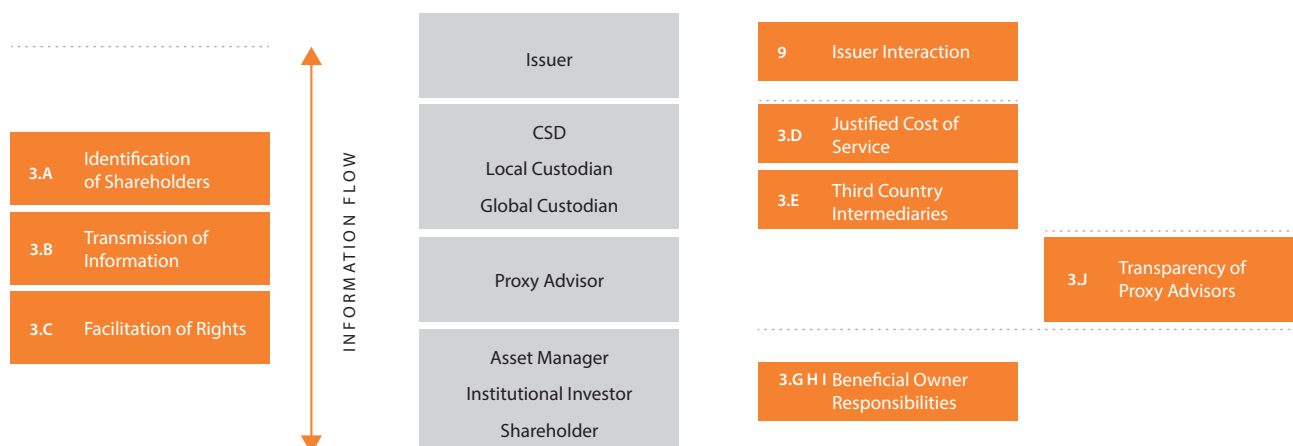 3.A Identification
of Shareholders
3.B Transmission of
Information
3.C Facilitation of Rights
INFORMATION FLOW
Issuer
CSD
Local Custodian
Global Custodian
Proxy Advisor
Asset Manager
Institutional Investor
Shareholder
9 Issuer Interaction
3.D Justified Cost of
Service
3.E Third Country
Intermediaries
3.J Transparency of
Proxy Advisors
3.G H I Beneficial Owner
Responsibilities